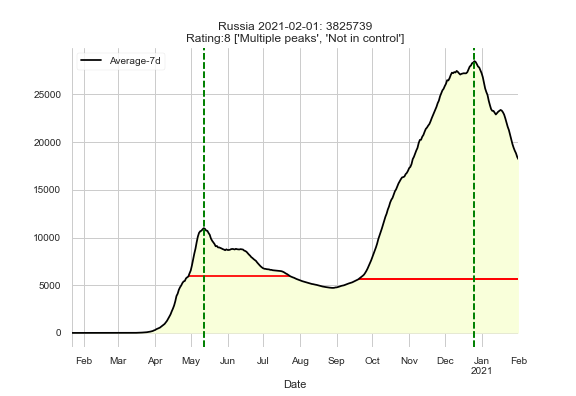 Russia 2021-02-01: 3825739
Rating:8 ['Multiple peaks', 'Not in control']
Average-7d
25000
20000
15000
10000
5000
0
Feb Mar Apr May Jun Jul Aug Sep Oct Nov Dec Jan Feb
2021
Date